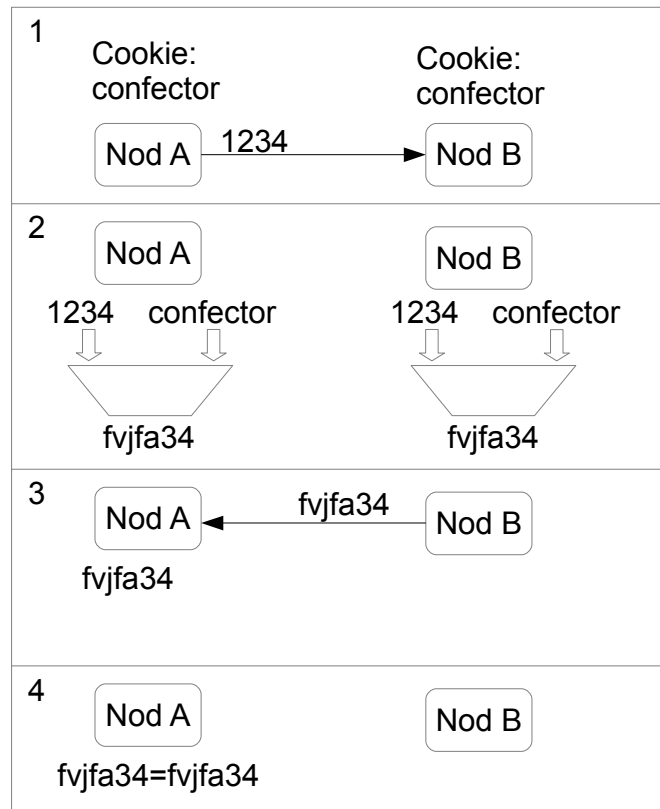 1
Cookie:
confector
Cookie:
confector
Nod A
1234
Nod B
2
Nod A
Nod B
1234 confector
1234 confector
fvjfa34
fvjfa34
3
Nod A
fvjfa34
Nod B
fvjfa34
4
Nod A
Nod B
fvjfa34=fvjfa34